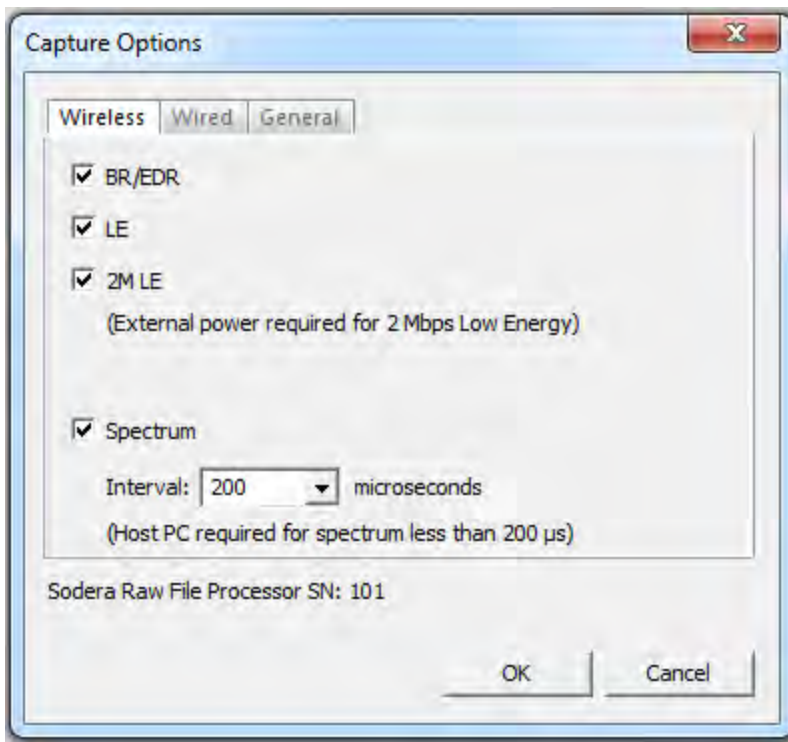 Capture Options
Wireless Wired General
BR/EDR
LE
2M LE
(External power required for 2 Mbps Low Energy)
Spectrum
Interval: 200 microseconds
(Host PC required for spectrum less than 200 µs)
Sodera Raw File Processor SN: 101
OK Cancel